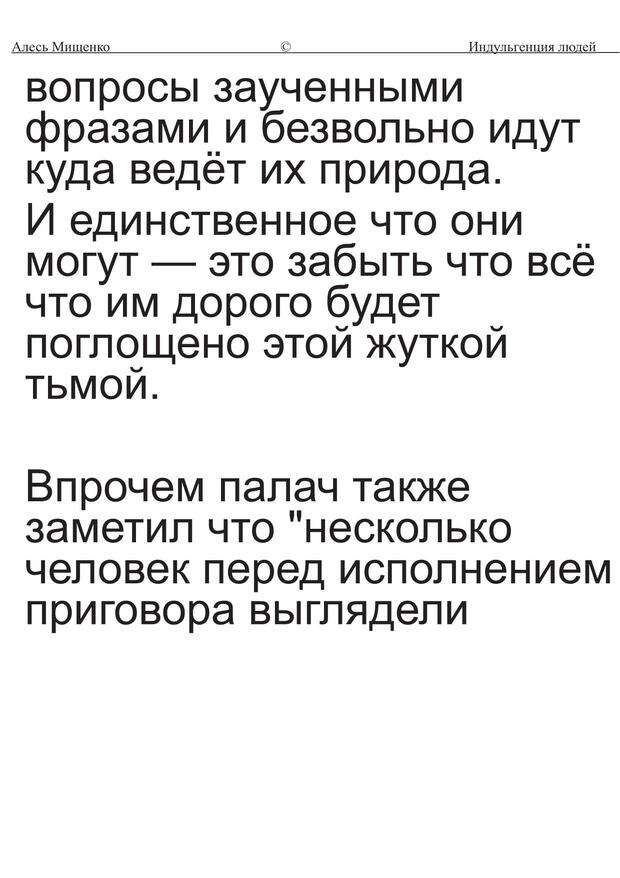 Алесь Мищенко © Индульгенция людей
вопросы заученными
фразами и безвольно идут
куда ведёт их природа.
И единственное что они
могут — это забыть что всё
что им дорого будет
поглощено этой жуткой
тьмой.
Впрочем палач также
заметил что "несколько
человек перед исполнением
приговора выглядели